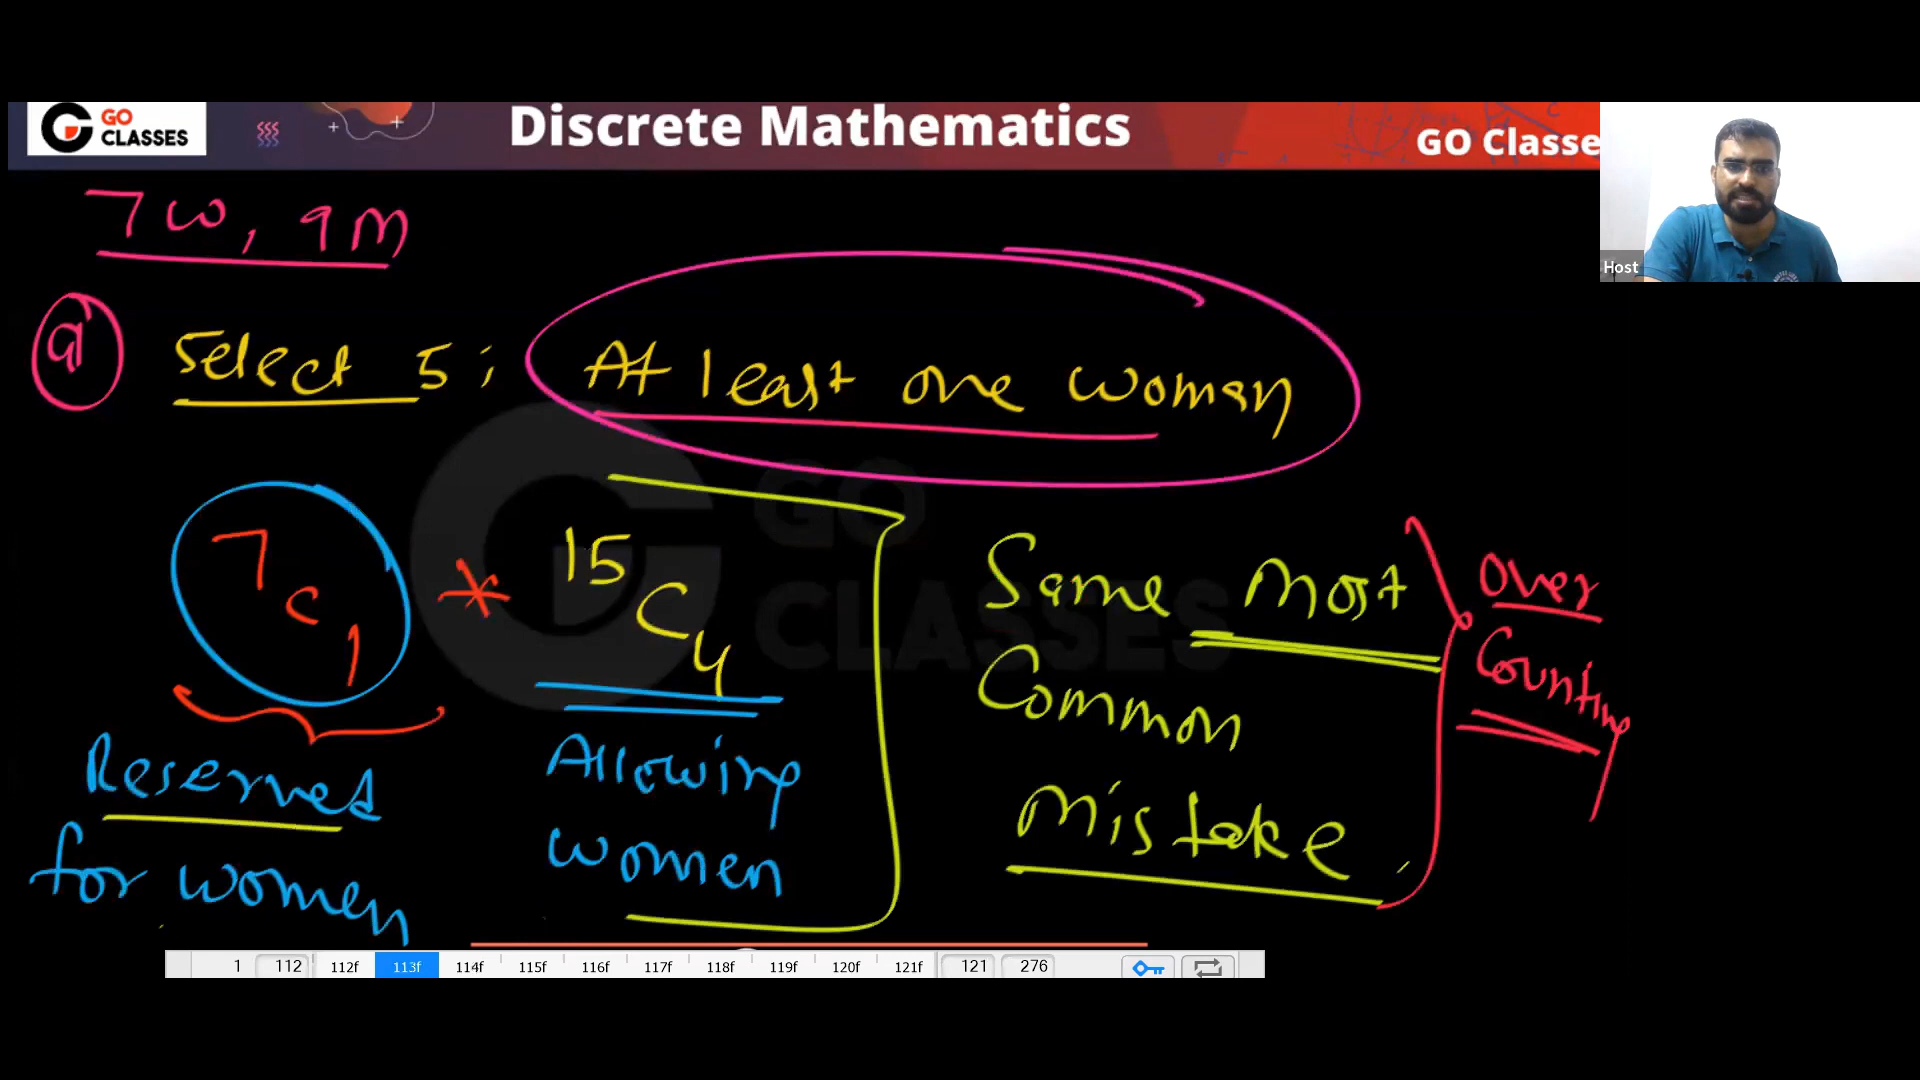 GO
CLASSES
Discrete Mathematics
GO Classe
Host
7W, 9M
a
Select 5; At least one woman
GO
CLASSES
7C1 * 15C4
Same most
Common
Mistake
Over
Counting
Reserved
for women
Allowing
women
1 112 112f 113f 114f 115f 116f 117f 118f 119f 120f 121f 121 276